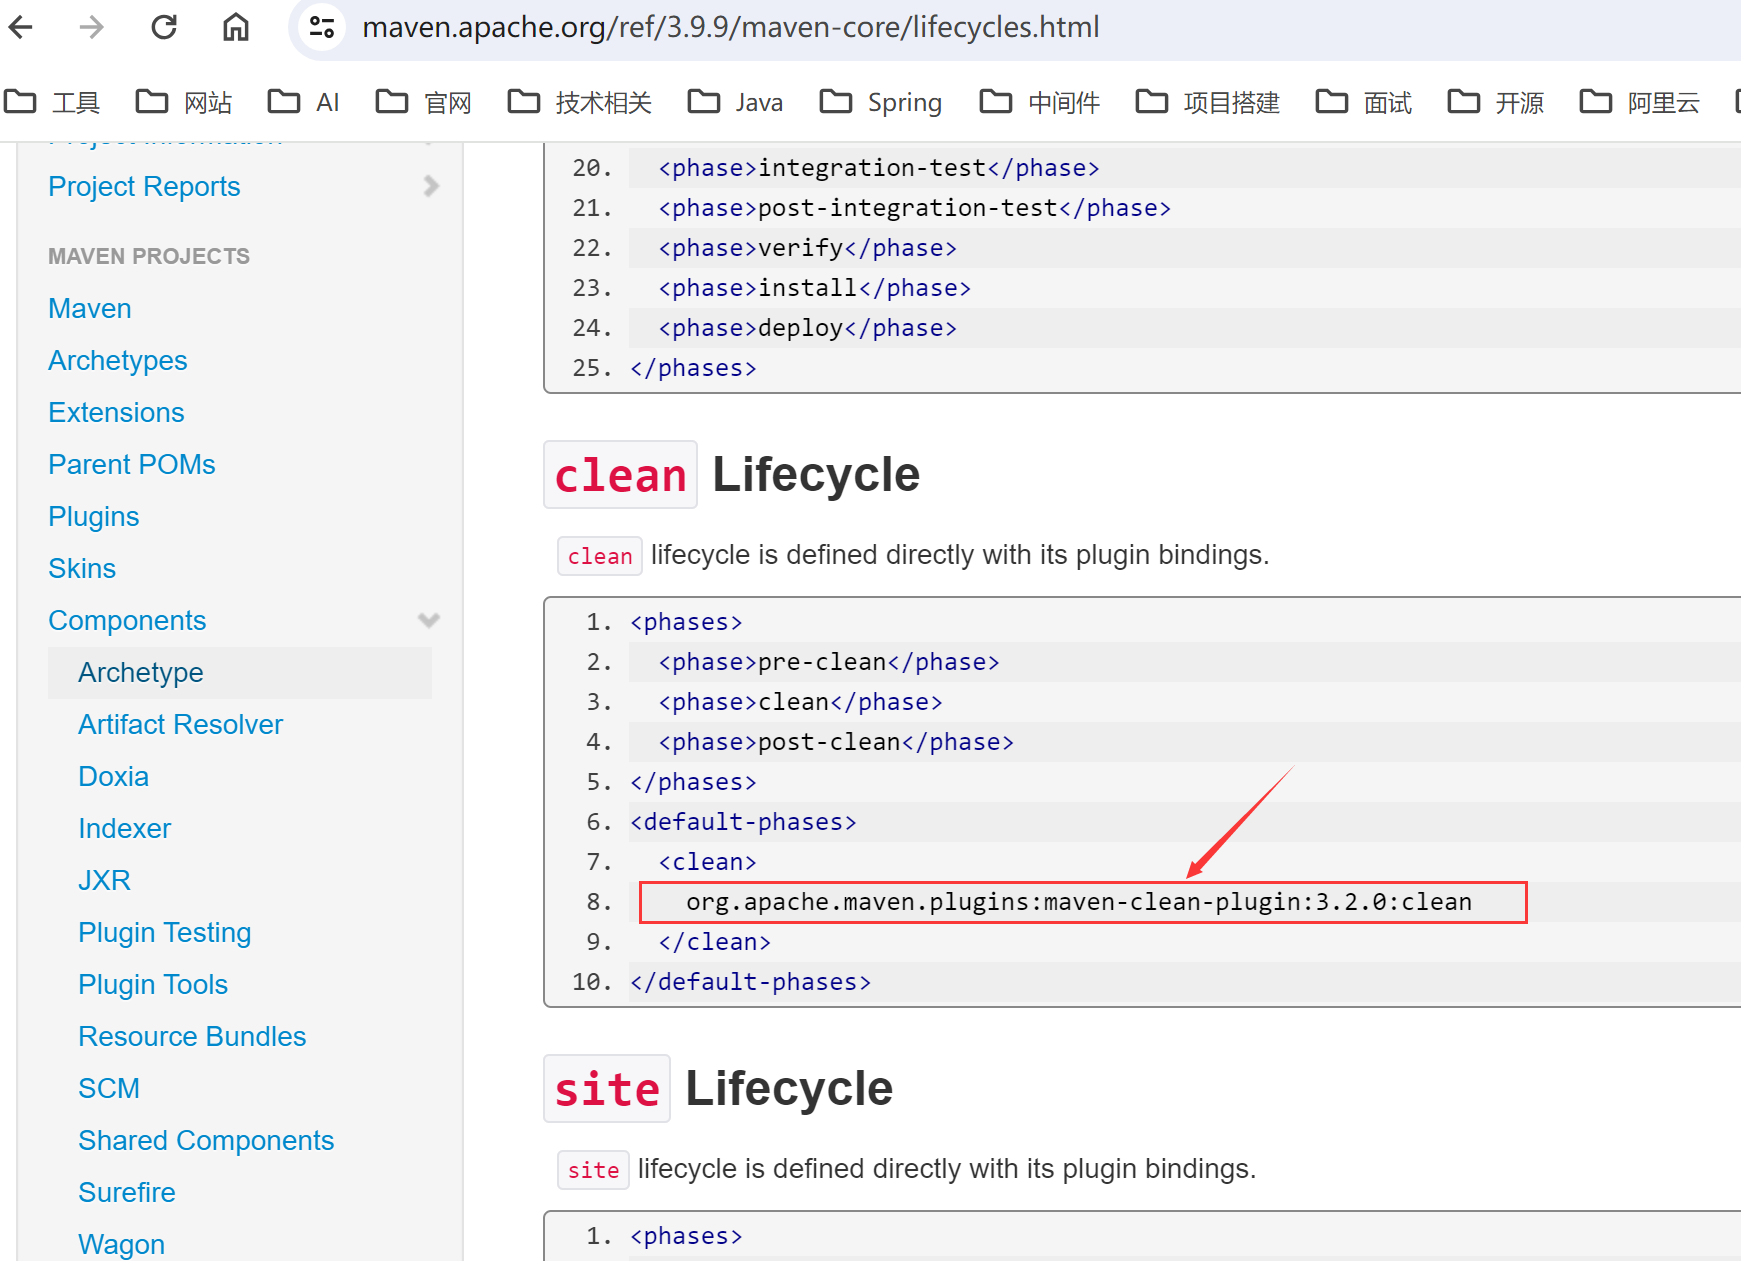 maven.apache.org/ref/3.9.9/maven-core/lifecycles.html
工具 网站 AI 官网 技术相关 Java Spring 中间件 项目搭建 面试 开源 阿里云
Project Information
Project Reports
MAVEN PROJECTS
Maven
Archetypes
Extensions
Parent POMs
Plugins
Skins
Components
Archetype
Artifact Resolver
Doxia
Indexer
JXR
Plugin Testing
Plugin Tools
Resource Bundles
SCM
Shared Components
Surefire
Wagon
20. <phase>integration-test</phase>
21. <phase>post-integration-test</phase>
22. <phase>verify</phase>
23. <phase>install</phase>
24. <phase>deploy</phase>
25. </phases>
clean Lifecycle
clean lifecycle is defined directly with its plugin bindings.
1. <phases>
2. <phase>pre-clean</phase>
3. <phase>clean</phase>
4. <phase>post-clean</phase>
5. </phases>
6. <default-phases>
7. <clean>
8. org.apache.maven.plugins:maven-clean-plugin:3.2.0:clean
9. </clean>
10. </default-phases>
site Lifecycle
site lifecycle is defined directly with its plugin bindings.
1. <phases>